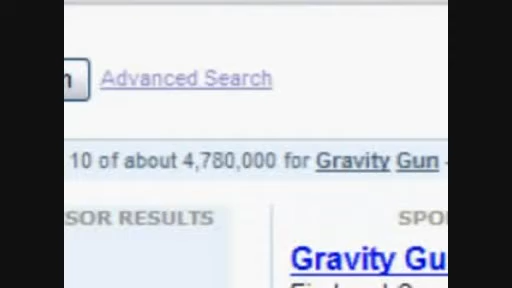 Advanced Search
10 of about 4,780,000 for Gravity Gun -
SOR RESULTS
SPO
Gravity Gu